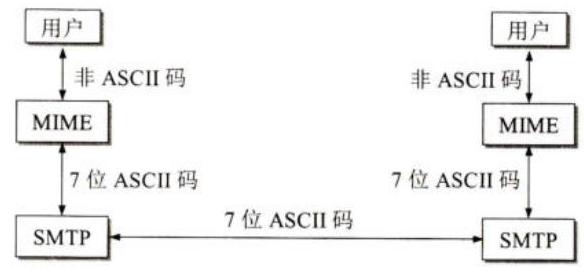 用户 用户
非 ASCII 码 非 ASCII 码
MIME MIME
7 位 ASCII 码 7 位 ASCII 码
7 位 ASCII 码
SMTP SMTP